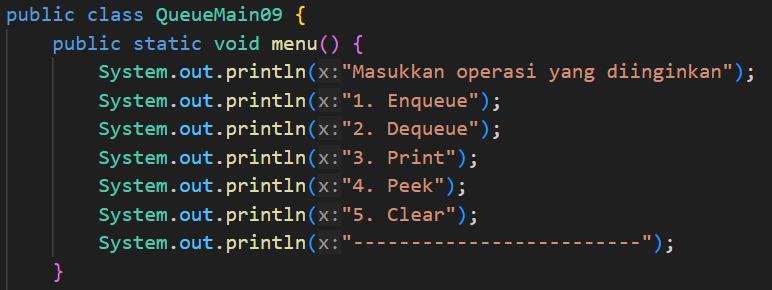 public class QueueMain09 {
public static void menu() {
System.out.println(x:"Masukkan operasi yang diinginkan");
System.out.println(x:"1. Enqueue");
System.out.println(x:"2. Dequeue");
System.out.println(x:"3. Print");
System.out.println(x:"4. Peek");
System.out.println(x:"5. Clear");
System.out.println(x:"-------------------------");
}